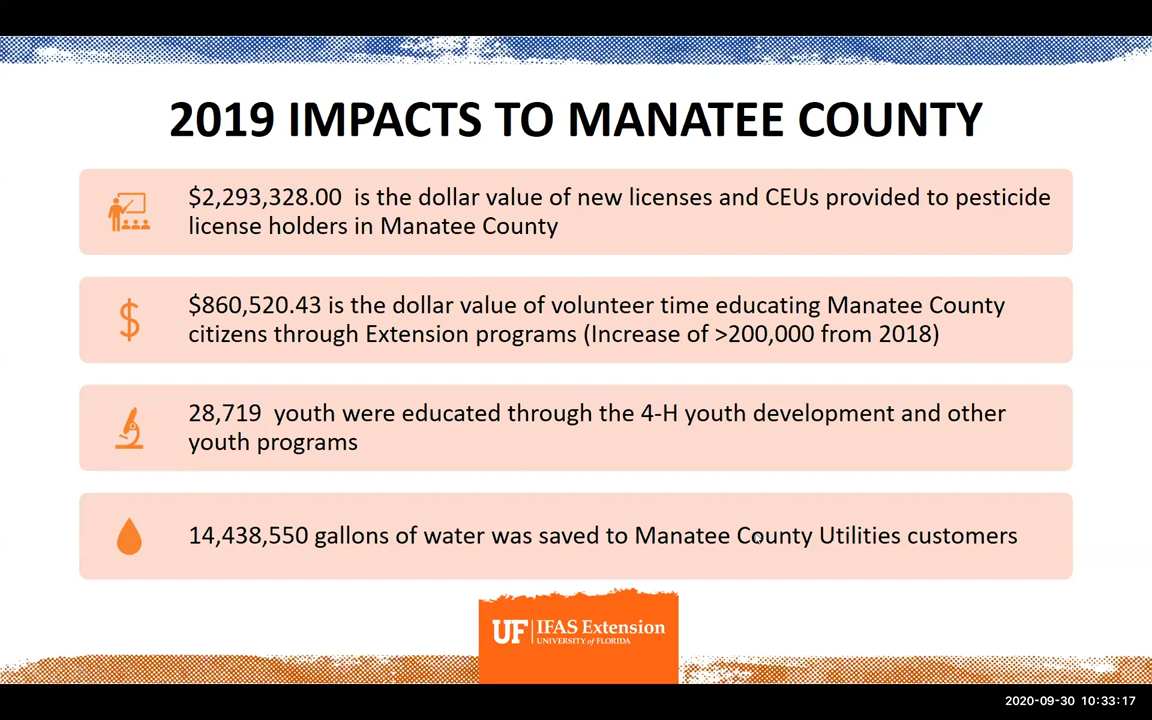 2019 IMPACTS TO MANATEE COUNTY
$2,293,328.00  is the dollar value of new licenses and CEUs provided to pesticide
license holders in Manatee County
$860,520.43 is the dollar value of volunteer time educating Manatee County
citizens through Extension programs (Increase of >200,000 from 2018)
28,719  youth were educated through the 4-H youth development and other
youth programs
14,438,550 gallons of water was saved to Manatee County Utilities customers
UF IFAS Extension
UNIVERSITY of FLORIDA
2020-09-30 10:33:17